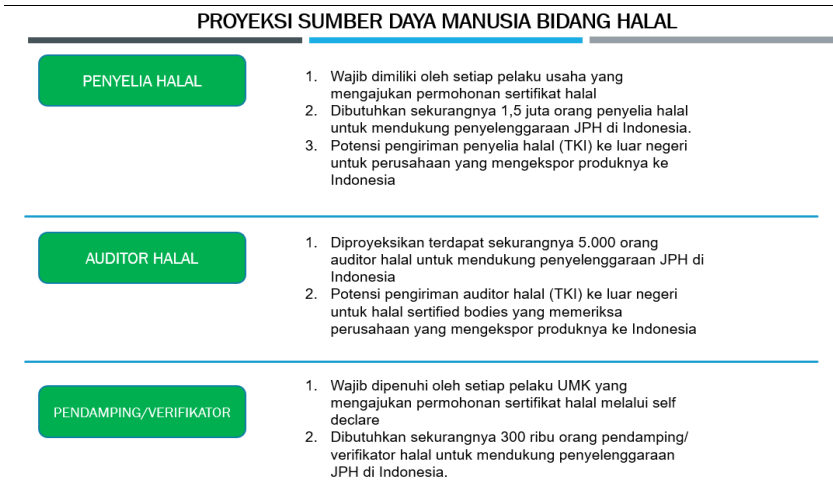 PROYEKSI SUMBER DAYA MANUSIA BIDANG HALAL
PENYELIA HALAL
1. Wajib dimiliki oleh setiap pelaku usaha yang
mengajukan permohonan sertifikat halal
2. Dibutuhkan sekurangnya 1,5 juta orang penyelia halal
untuk mendukung penyelenggaraan JPH di Indonesia.
3. Potensi pengiriman penyelia halal (TKI) ke luar negeri
untuk perusahaan yang mengekspor produknya ke
Indonesia
AUDITOR HALAL
1. Diproyeksikan terdapat sekurangnya 5.000 orang
auditor halal untuk mendukung penyelenggaraan JPH di
Indonesia
2. Potensi pengiriman auditor halal (TKI) ke luar negeri
untuk halal sertified bodies yang memeriksa
perusahaan yang mengekspor produknya ke Indonesia
PENDAMPING/VERIFIKATOR
1. Wajib dipenuhi oleh setiap pelaku UMK yang
mengajukan permohonan sertifikat halal melalui self
declare
2. Dibutuhkan sekurangnya 300 ribu orang pendamping/
verifikator halal untuk mendukung penyelenggaraan
JPH di Indonesia.